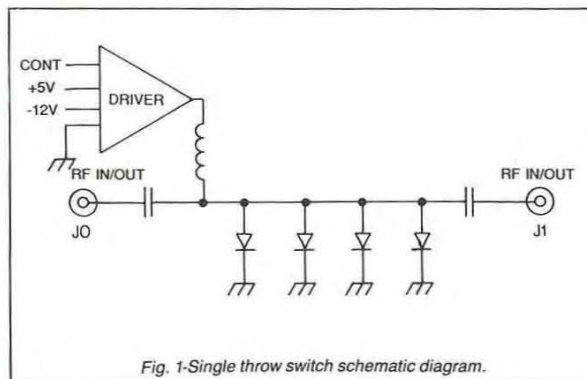 CONT
+5V
-12V
DRIVER
RF IN/OUT
RF IN/OUT
J0
J1
Fig. 1-Single throw switch schematic diagram.